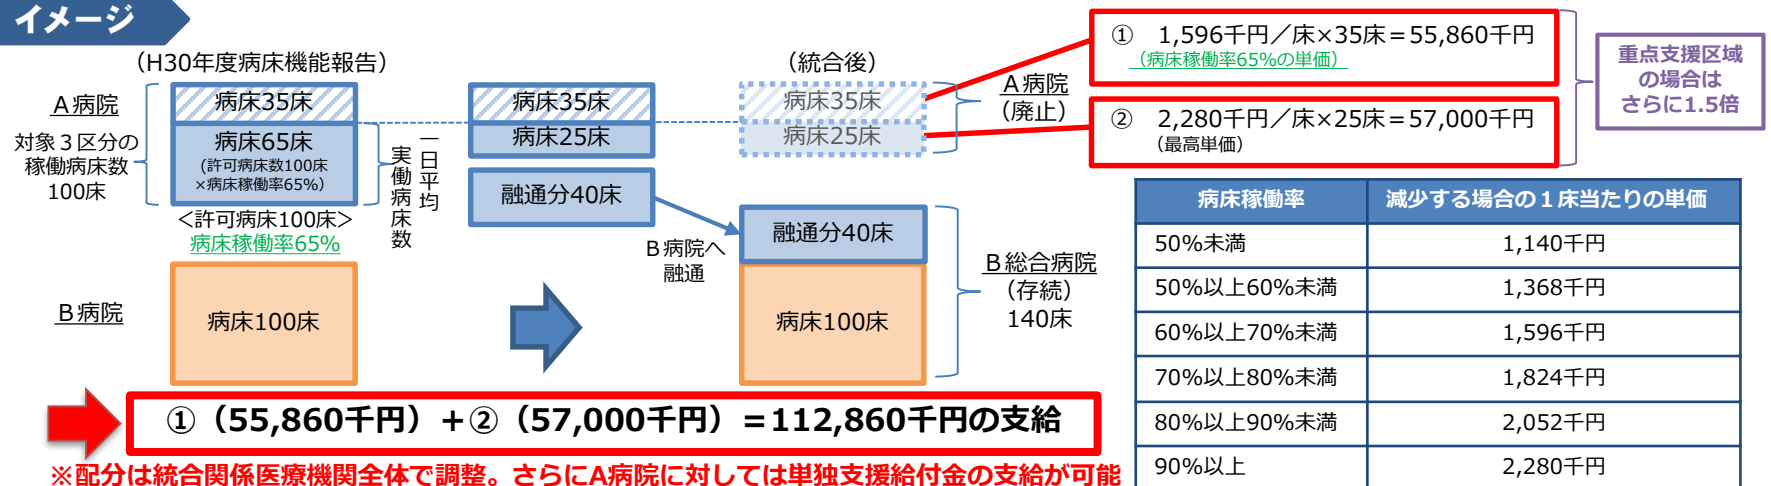 イメージ
(H30年度病床機能報告)
A病院
対象3区分の
稼働病床数
100床
病床35床
病床65床
(許可病床数100床
×病床稼働率65%)
<許可病床100床>
病床稼働率65%
一日平均
実働病床数
B病院
病床100床
病床35床
病床25床
融通分40床
B病院へ
融通
(統合後)
病床35床
病床25床
A病院
(廃止)
融通分40床
病床100床
B総合病院
(存続)
140床
① 1,596千円/床×35床=55,860千円
(病床稼働率65%の単価)
② 2,280千円/床×25床=57,000千円
(最高単価)
重点支援区域
の場合は
さらに1.5倍
病床稼働率 減少する場合の1床当たりの単価
50%未満 1,140千円
50%以上60%未満 1,368千円
60%以上70%未満 1,596千円
70%以上80%未満 1,824千円
80%以上90%未満 2,052千円
90%以上 2,280千円
①(55,860千円)+②(57,000千円)=112,860千円の支給
※配分は統合関係医療機関全体で調整。さらにA病院に対しては単独支援給付金の支給が可能